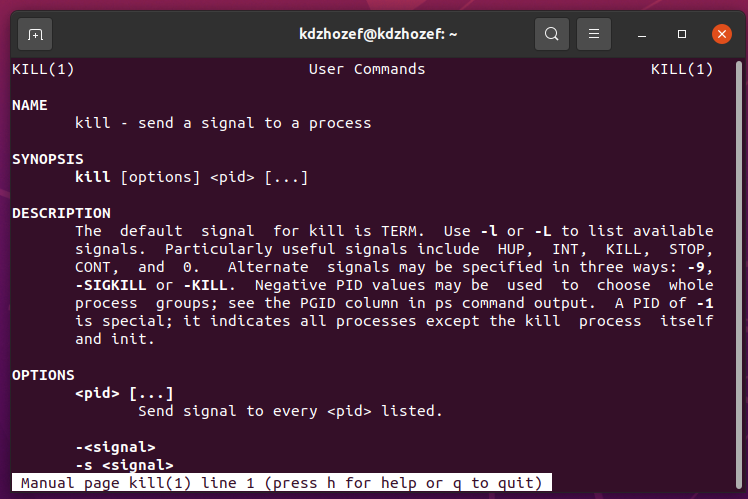 kdzhozef@kdzhozef: ~
KILL(1) User Commands KILL(1)
NAME
kill - send a signal to a process
SYNOPSIS
kill [options] <pid> [...]
DESCRIPTION
The default signal for kill is TERM. Use -l or -L to list available
signals. Particularly useful signals include HUP, INT, KILL, STOP,
CONT, and 0. Alternate signals may be specified in three ways: -9,
-SIGKILL or -KILL. Negative PID values may be used to choose whole
process groups; see the PGID column in ps command output. A PID of -1
is special; it indicates all processes except the kill process itself
and init.
OPTIONS
<pid> [...]
Send signal to every <pid> listed.
-<signal>
-s <signal>
Manual page kill(1) line 1 (press h for help or q to quit)